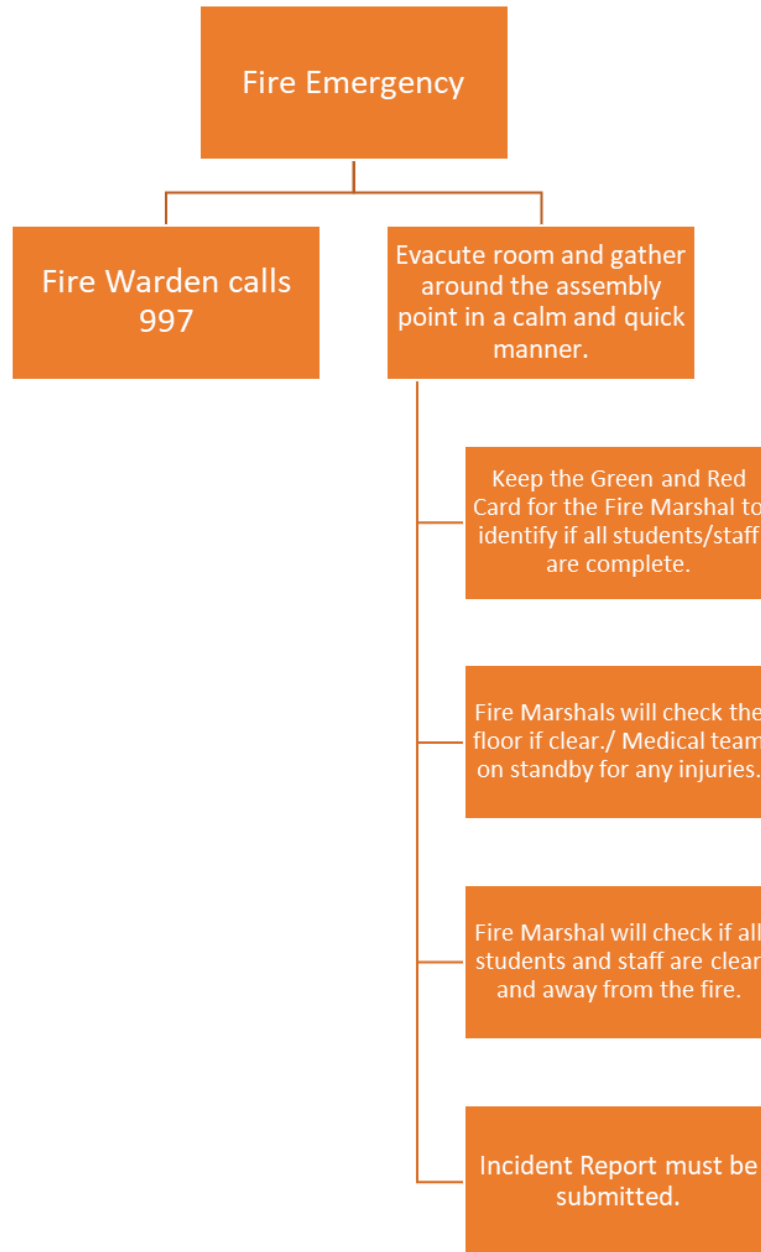 Fire Emergency
Fire Warden calls
997
Evacute room and gather
around the assembly
point in a calm and quick
manner.
Keep the Green and Red
Card for the Fire Marshal to
identify if all students/staff
are complete.
Fire Marshals will check the
floor if clear./ Medical team
on standby for any injuries.
Fire Marshal will check if all
students and staff are clear
and away from the fire.
Incident Report must be
submitted.